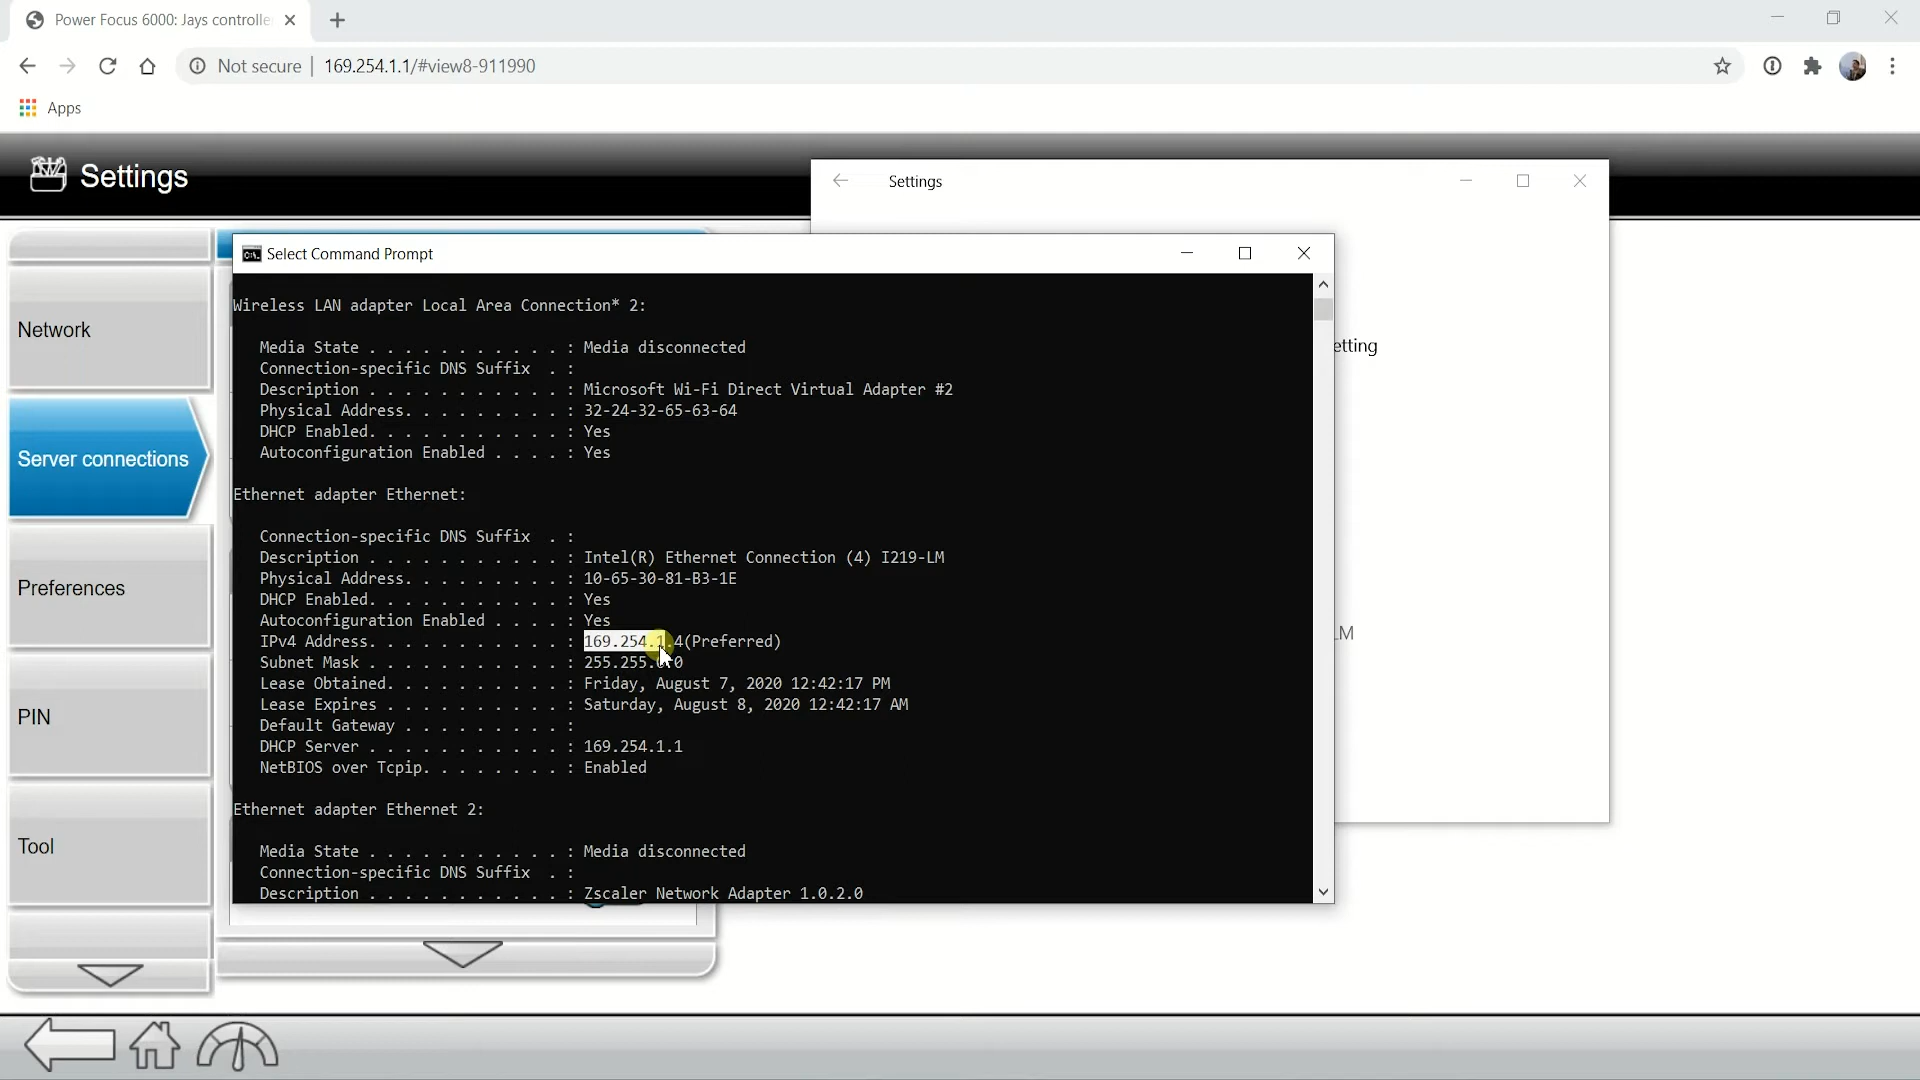 Power Focus 6000: Jays controlle
Not secure | 169.254.1.1/#view8-911990
Apps
Settings
Settings
Network
Server connections
Preferences
PIN
Tool
etting
LM
Select Command Prompt
Wireless LAN adapter Local Area Connection* 2:
Media State . . . . . . . . . . . : Media disconnected
Connection-specific DNS Suffix  . :
Description . . . . . . . . . . . : Microsoft Wi-Fi Direct Virtual Adapter #2
Physical Address. . . . . . . . . : 32-24-32-65-63-64
DHCP Enabled. . . . . . . . . . . : Yes
Autoconfiguration Enabled . . . . : Yes
Ethernet adapter Ethernet:
Connection-specific DNS Suffix  . :
Description . . . . . . . . . . . : Intel(R) Ethernet Connection (4) I219-LM
Physical Address. . . . . . . . . : 10-65-30-81-B3-1E
DHCP Enabled. . . . . . . . . . . : Yes
Autoconfiguration Enabled . . . . : Yes
IPv4 Address. . . . . . . . . . . : 169.254.1.4(Preferred)
Subnet Mask . . . . . . . . . . . : 255.255.0.0
Lease Obtained. . . . . . . . . . : Friday, August 7, 2020 12:42:17 PM
Lease Expires . . . . . . . . . . : Saturday, August 8, 2020 12:42:17 AM
Default Gateway . . . . . . . . . :
DHCP Server . . . . . . . . . . . : 169.254.1.1
NetBIOS over Tcpip. . . . . . . . : Enabled
Ethernet adapter Ethernet 2:
Media State . . . . . . . . . . . : Media disconnected
Connection-specific DNS Suffix  . :
Description . . . . . . . . . . . : Zscaler Network Adapter 1.0.2.0